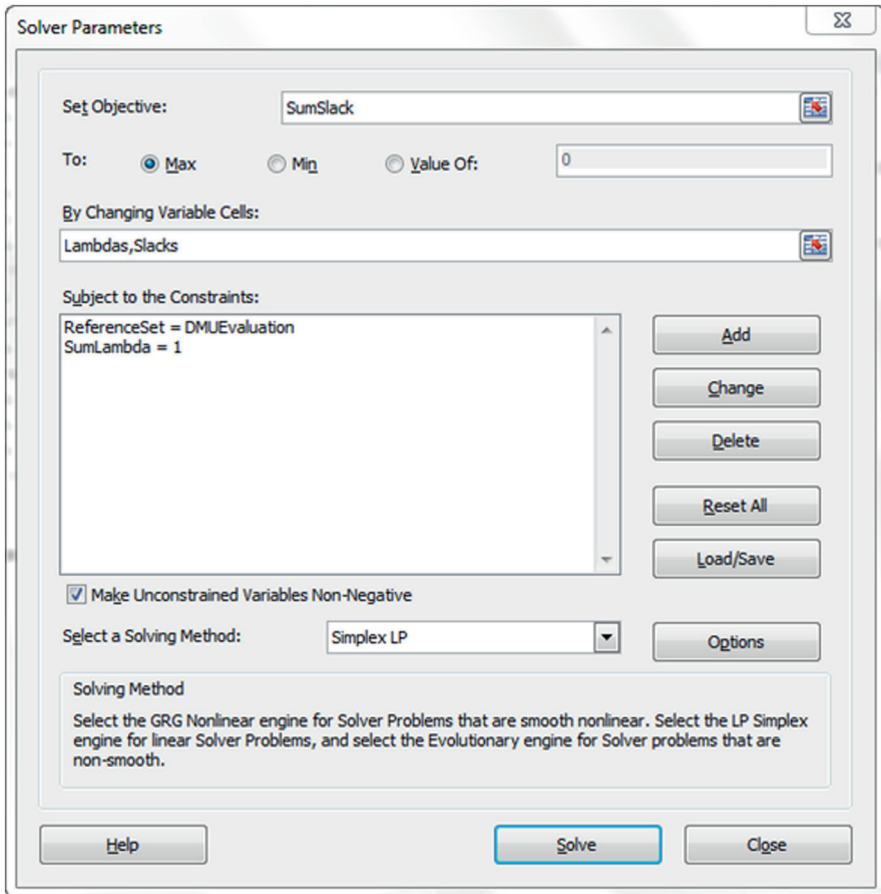 Solver Parameters
Set Objective:
SumSlack
To:
Max
Min
Value Of:
0
By Changing Variable Cells:
Lambdas,Slacks
Subject to the Constraints:
ReferenceSet = DMUEvaluation
SumLambda = 1
Add
Change
Delete
Reset All
Load/Save
Make Unconstrained Variables Non-Negative
Select a Solving Method:
Simplex LP
Options
Solving Method
Select the GRG Nonlinear engine for Solver Problems that are smooth nonlinear. Select the LP Simplex
engine for linear Solver Problems, and select the Evolutionary engine for Solver problems that are
non-smooth.
Help
Solve
Close